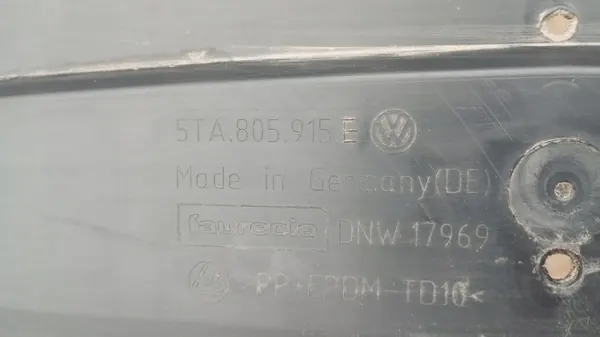 5TA.805.915 E
Made in Germany(DE)
faurecia DNW 17969
>PP+EPDM-TD10<